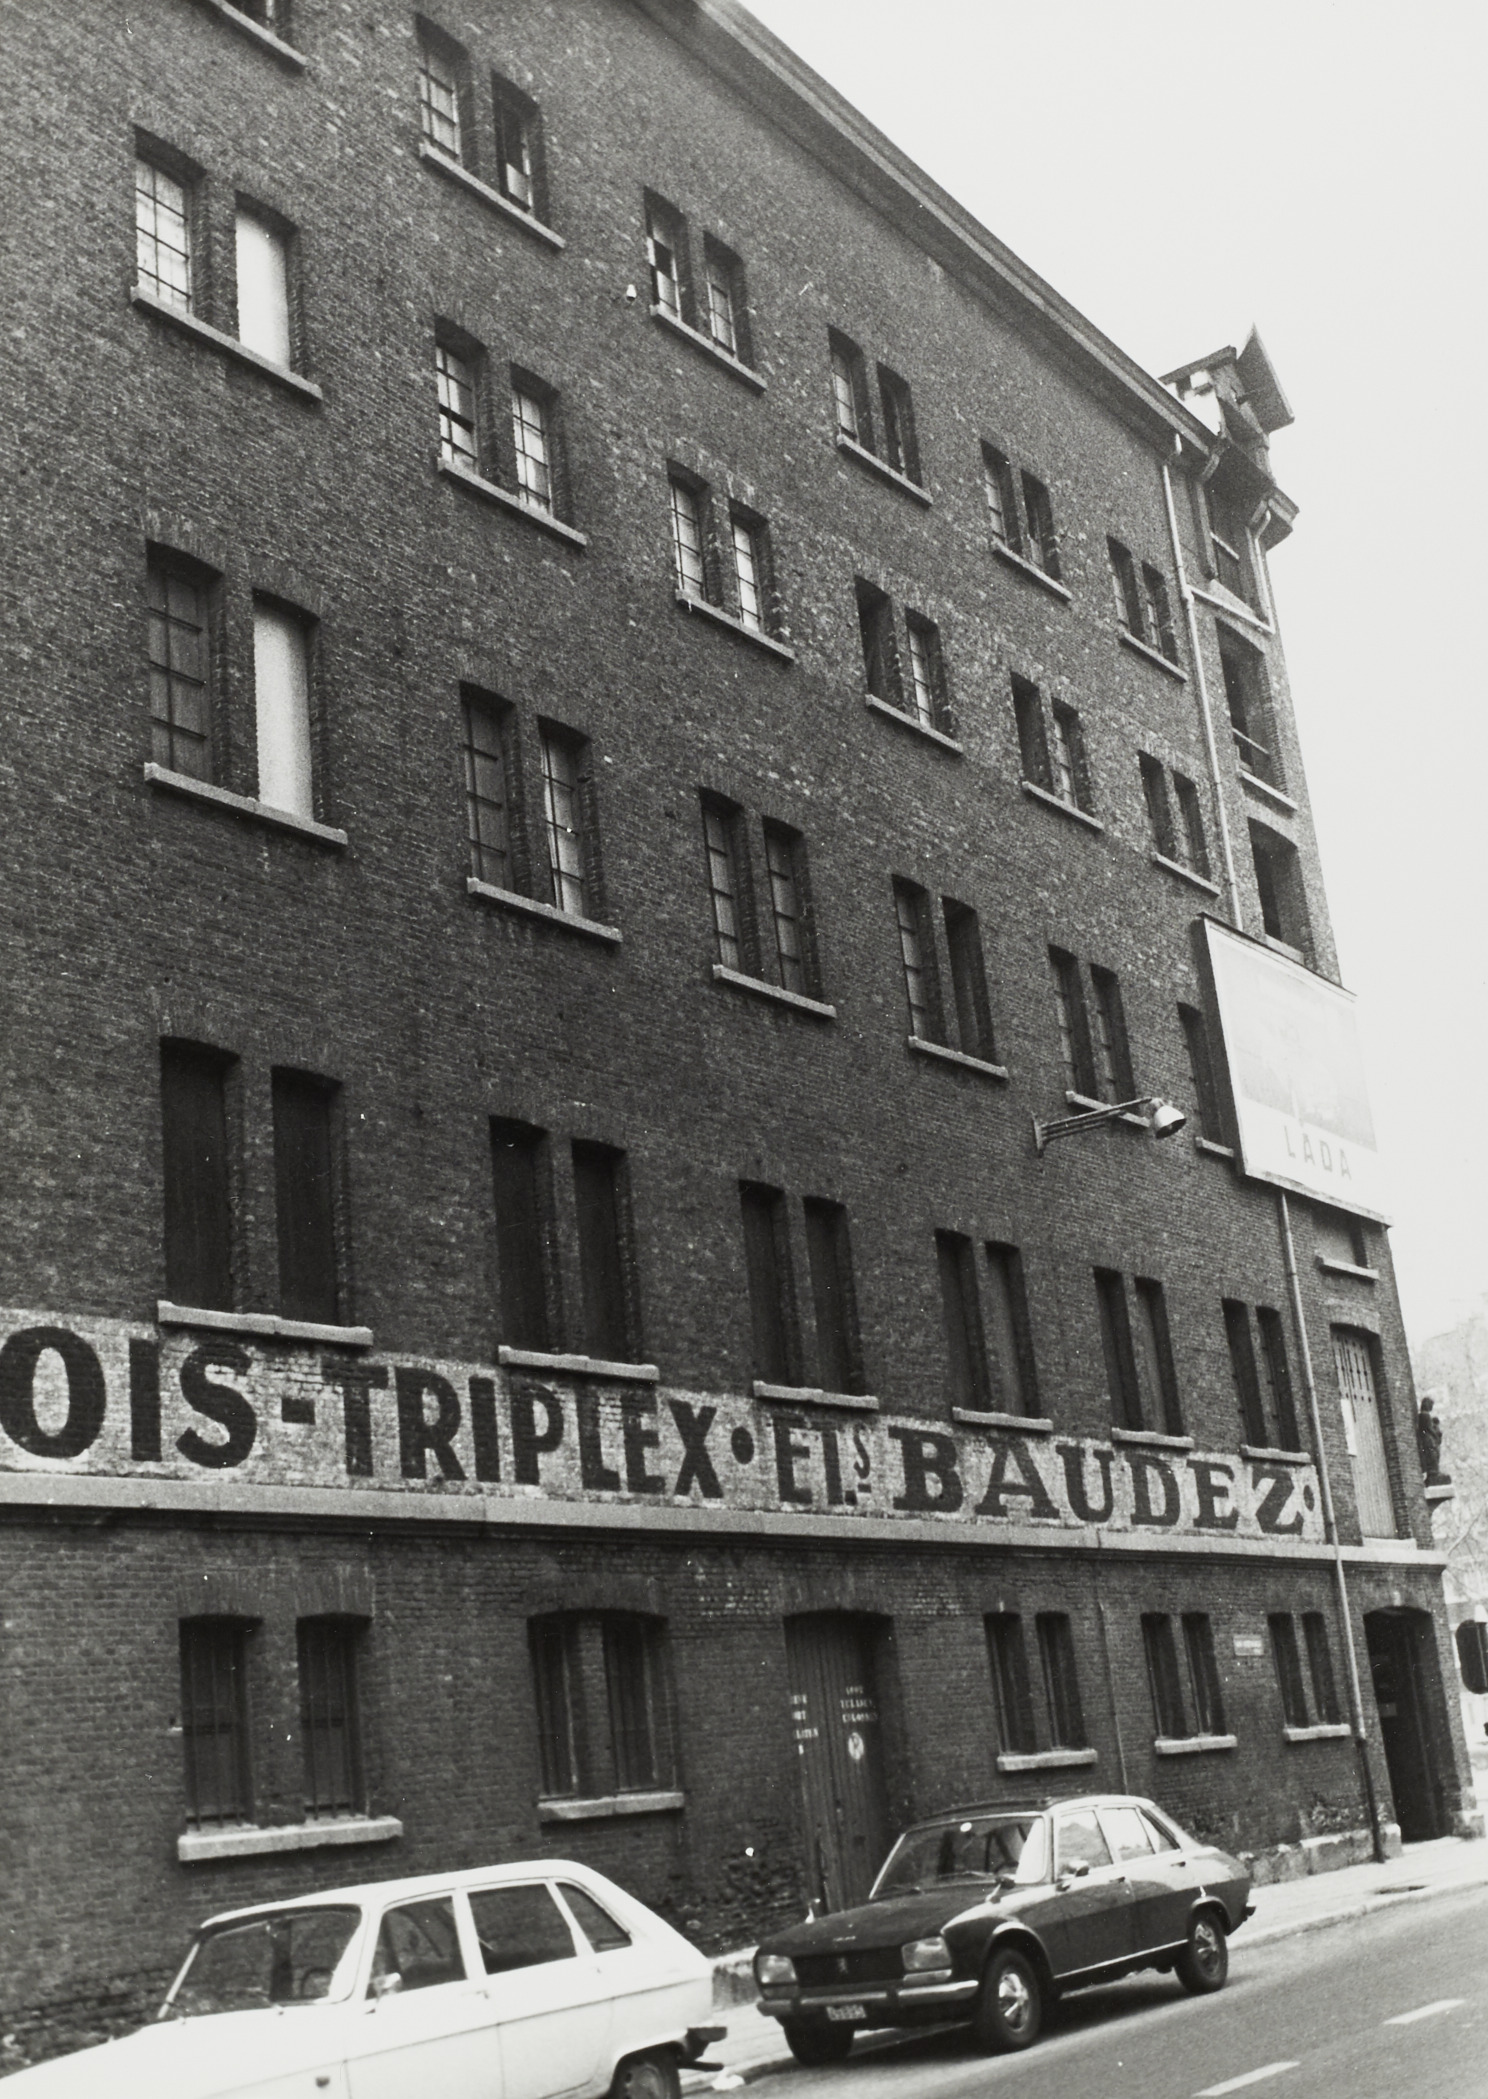 LADA
OIS-TRIPLEX • ETS BAUDEZ •